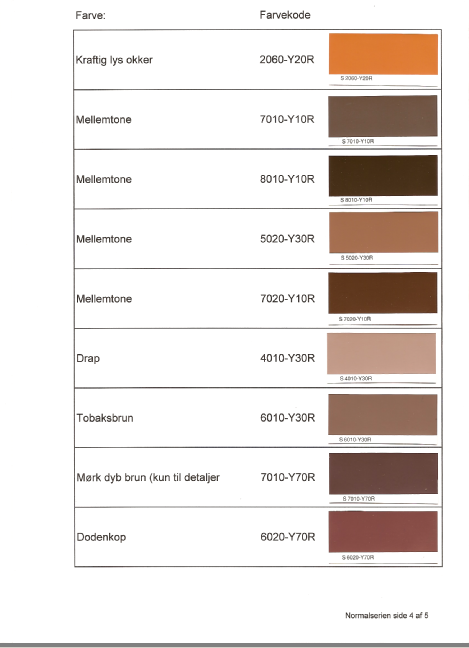 Farve: Farvekode
Kraftig lys okker 2060-Y20R
S 2060-Y20R
Mellemtone 7010-Y10R
S 7010-Y10R
Mellemtone 8010-Y10R
S 8010-Y10R
Mellemtone 5020-Y30R
S 5020-Y30R
Mellemtone 7020-Y10R
S 7020-Y10R
Drap 4010-Y30R
S 4010-Y30R
Tobaksbrun 6010-Y30R
S 6010-Y30R
Mørk dyb brun (kun til detaljer 7010-Y70R
S 7010-Y70R
Dodenkop 6020-Y70R
S 6020-Y70R
Normalserien side 4 af 5